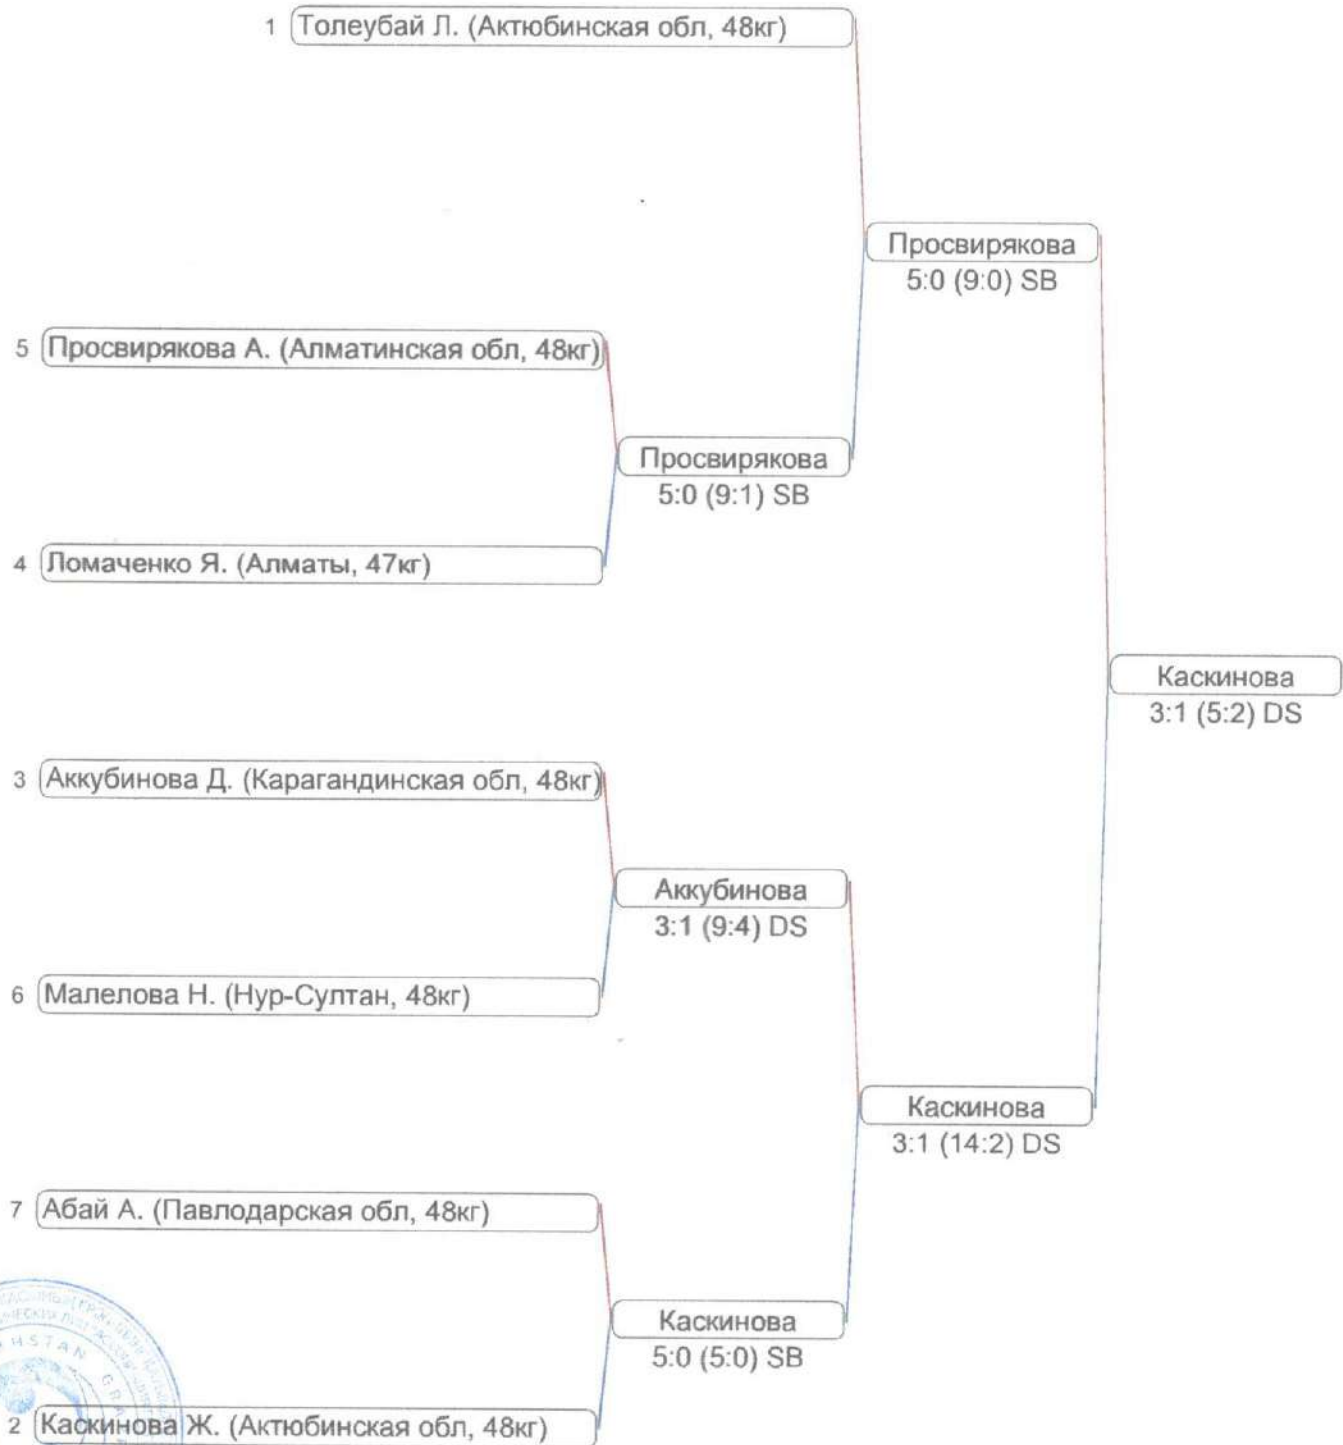 1 Толеубай Л. (Актюбинская обл, 48кг)
Просвирякова
5:0 (9:0) SB
5 Просвирякова А. (Алматинская обл, 48кг)
Просвирякова
5:0 (9:1) SB
4 Ломаченко Я. (Алматы, 47кг)
Каскинова
3:1 (5:2) DS
3 Аккубинова Д. (Карагандинская обл, 48кг)
Аккубинова
3:1 (9:4) DS
6 Малелова Н. (Нур-Султан, 48кг)
Каскинова
3:1 (14:2) DS
7 Абай А. (Павлодарская обл, 48кг)
Каскинова
5:0 (5:0) SB
2 Каскинова Ж. (Актюбинская обл, 48кг)